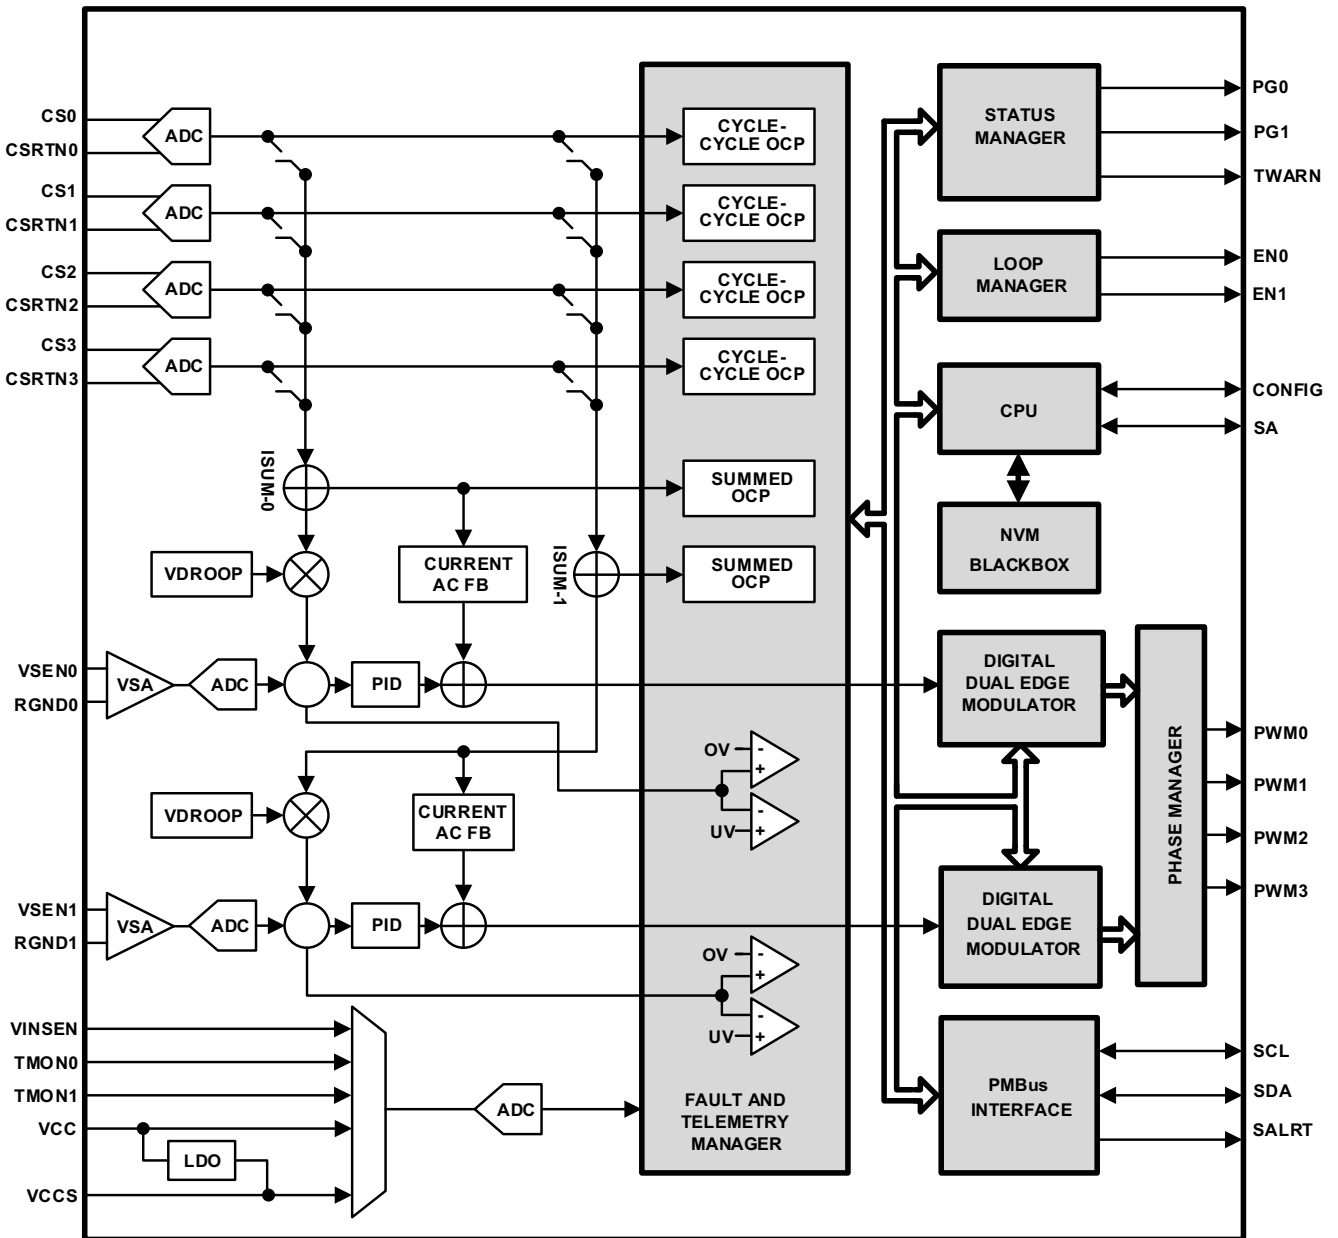 CS0
CSRTN0
ADC
CYCLE-
CYCLE OCP
CS1
CSRTN1
ADC
CYCLE-
CYCLE OCP
CS2
CSRTN2
ADC
CYCLE-
CYCLE OCP
CS3
CSRTN3
ADC
CYCLE-
CYCLE OCP
ISUM-0
SUMMED
OCP
VDROOP
CURRENT
AC FB
ISUM-1
SUMMED
OCP
VSEN0
RGND0
VSA
ADC
PID
OV
-
+
-
UV
+
VDROOP
CURRENT
AC FB
VSEN1
RGND1
VSA
ADC
PID
OV
-
+
-
UV
+
VINSEN
TMON0
TMON1
VCC
LDO
VCCS
ADC
FAULT AND
TELEMETRY
MANAGER
STATUS
MANAGER
PG0
PG1
TWARN
LOOP
MANAGER
EN0
EN1
CPU
CONFIG
SA
NVM
BLACKBOX
DIGITAL
DUAL EDGE
MODULATOR
PHASE MANAGER
PWM0
PWM1
PWM2
PWM3
DIGITAL
DUAL EDGE
MODULATOR
PMBus
INTERFACE
SCL
SDA
SALRT